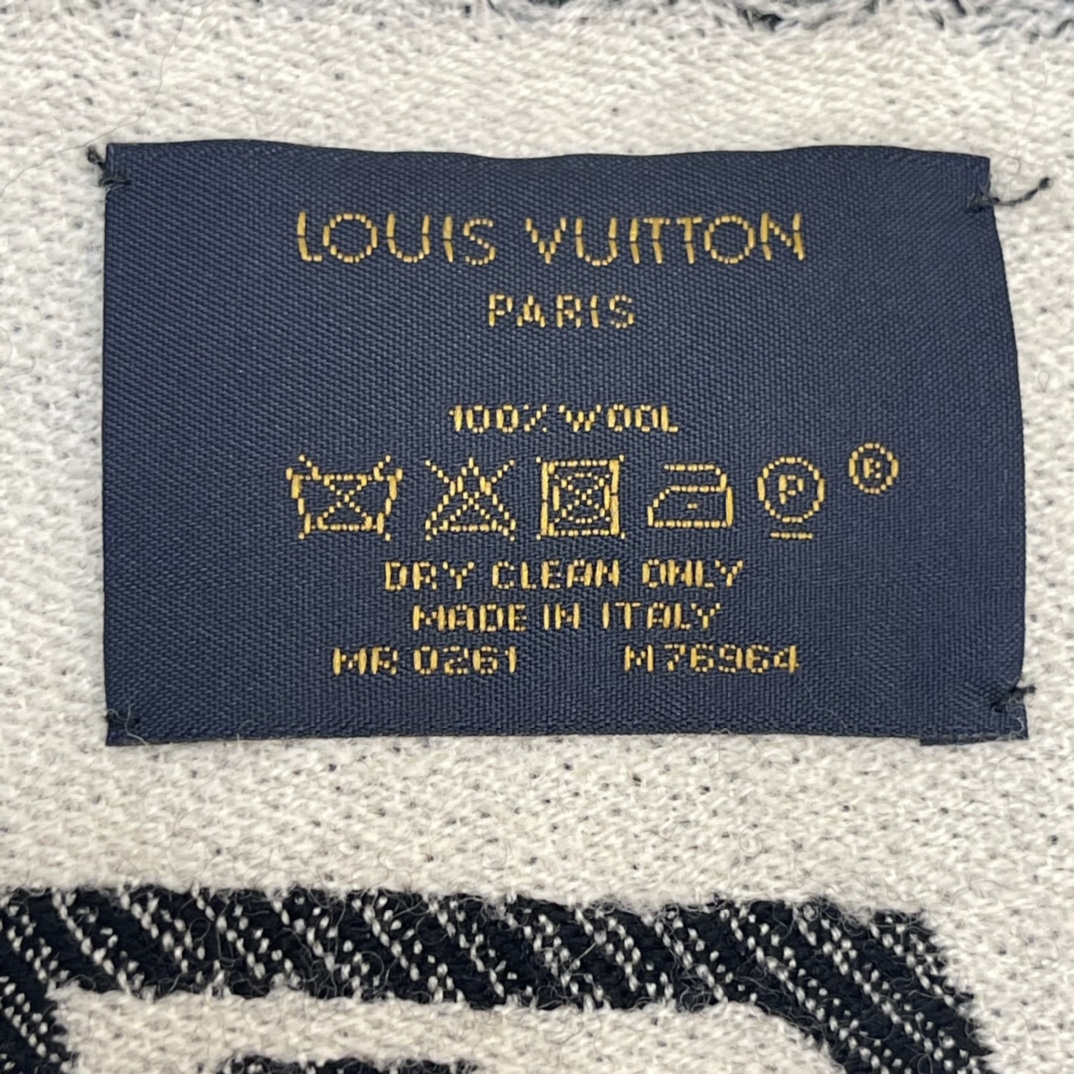 LOUIS VUITTON
PARIS
100% WOOL
P ®
DRY CLEAN ONLY
MADE IN ITALY
MR 0261 M76964